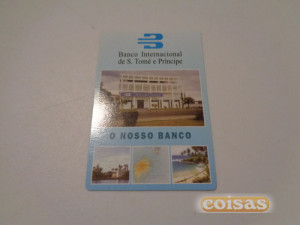 Banco Internacional
de S. Tomé e Príncipe
O NOSSO BANCO
coisas